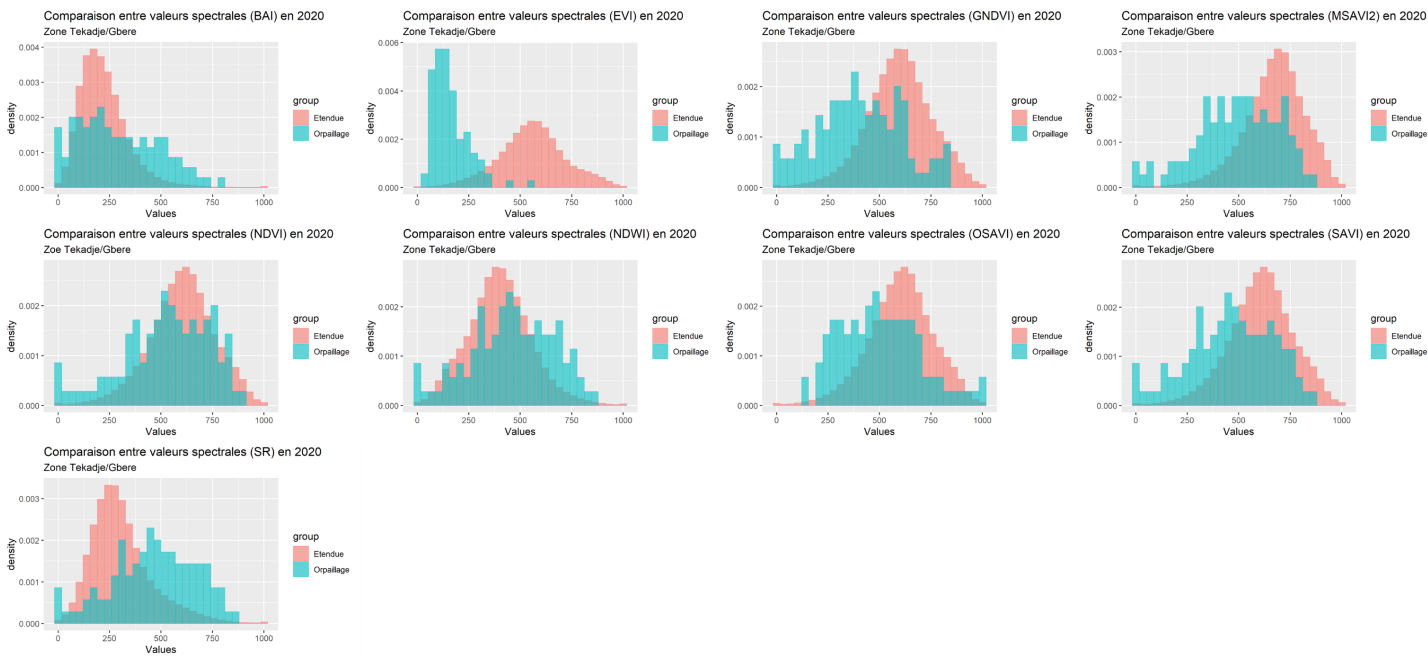 Comparaison entre valeurs spectrales (BAI) en 2020
Zone Tekadje/Gbere
0.004
0.003
0.002
0.001
0.000
density
0 250 500 750 1000
Values
group
Etendue
Orpaillage
Comparaison entre valeurs spectrales (EVI) en 2020
Zone Tekadje/Gbere
0.006
0.004
0.002
0.000
density
0 250 500 750 1000
Values
group
Etendue
Orpaillage
Comparaison entre valeurs spectrales (GNDVI) en 2020
Zone Tekadje/Gbere
0.002
0.001
0.000
density
0 250 500 750 1000
Values
group
Etendue
Orpaillage
Comparaison entre valeurs spectrales (MSAVI2) en 2020
Zone Tekadje/Gbere
0.003
0.002
0.001
0.000
density
0 250 500 750 1000
Values
group
Etendue
Orpaillage
Comparaison entre valeurs spectrales (NDVI) en 2020
Zoe Tekadje/Gbere
0.002
0.001
0.000
density
0 250 500 750 1000
Values
group
Etendue
Orpaillage
Comparaison entre valeurs spectrales (NDWI) en 2020
Zone Tekadje/Gbere
0.002
0.001
0.000
density
0 250 500 750 1000
Values
group
Etendue
Orpaillage
Comparaison entre valeurs spectrales (OSAVI) en 2020
Zone Tekadje/Gbere
0.002
0.001
0.000
density
0 250 500 750 1000
Values
group
Etendue
Orpaillage
Comparaison entre valeurs spectrales (SAVI) en 2020
Zone Tekadje/Gbere
0.002
0.001
0.000
density
0 250 500 750 1000
Values
group
Etendue
Orpaillage
Comparaison entre valeurs spectrales (SR) en 2020
Zone Tekadje/Gbere
0.003
0.002
0.001
0.000
density
0 250 500 750 1000
Values
group
Etendue
Orpaillage